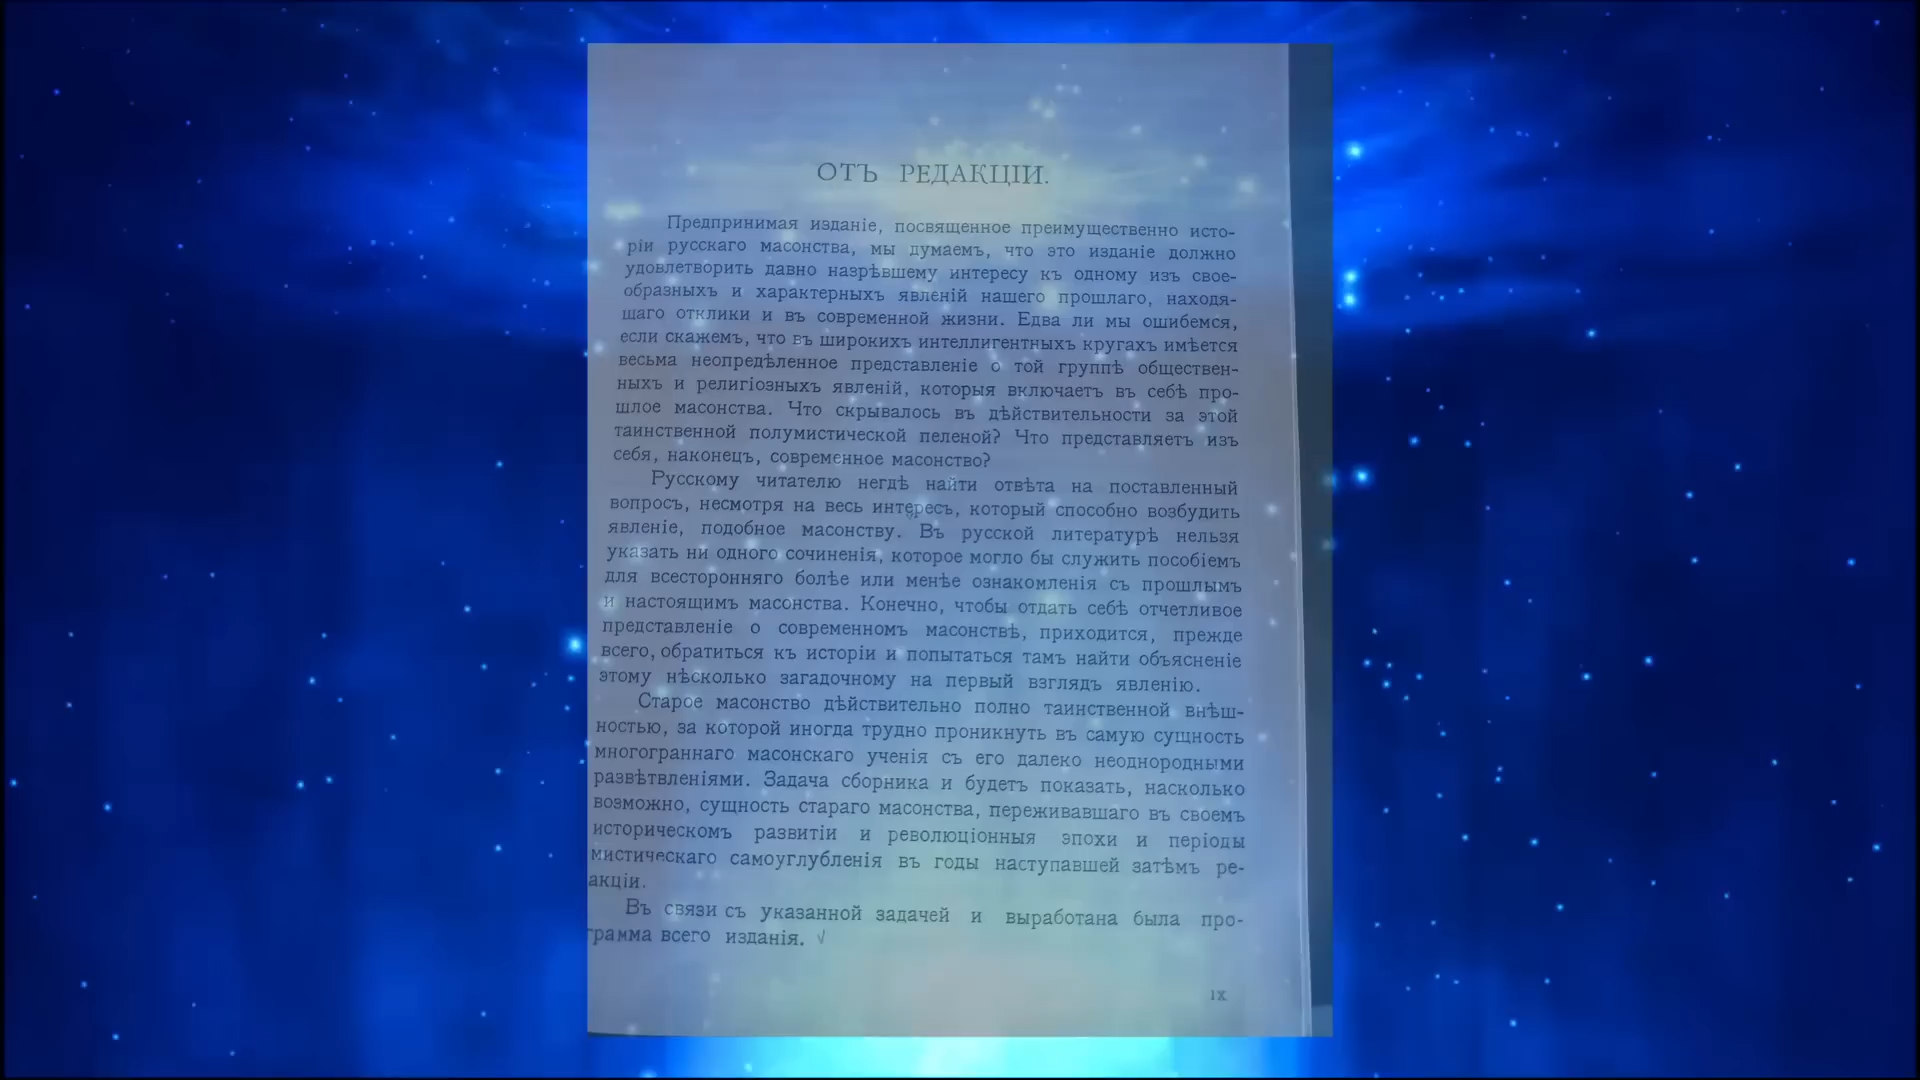 ОТЪ РЕДАКЦІИ.
Предпринимая изданіе, посвященное преимущественно исто-
ріи русскаго масонства, мы думаемъ, что это изданіе должно
удовлетворить давно назрѣвшему интересу къ одному изъ свое-
образныхъ и характерныхъ явленій нашего прошлаго, находя-
щаго отклики и въ современной жизни. Едва ли мы ошибемся,
если скажемъ, что въ широкихъ интеллигентныхъ кругахъ имѣется
весьма неопредѣленное представленіе о той группѣ обществен-
ныхъ и религіозныхъ явленій, которыя включаетъ въ себѣ про-
шлое масонства. Что скрывалось въ дѣйствительности за этой
таинственной полумистической пеленой? Что представляетъ изъ
себя, наконецъ, современное масонство?
Русскому читателю негдѣ найти отвѣта на поставленный
вопросъ, несмотря на весь интересъ, который способно возбудить
явленіе, подобное масонству. Въ русской литературѣ нельзя
указать ни одного сочиненія, которое могло бы служить пособіемъ
для всесторонняго болѣе или менѣе ознакомленія съ прошлымъ
и настоящимъ масонства. Конечно, чтобы отдать себѣ отчетливое
представленіе о современномъ масонствѣ, приходится, прежде
всего, обратиться къ исторіи и попытаться тамъ найти объясненіе
этому нѣсколько загадочному на первый взглядъ явленію.
Старое масонство дѣйствительно полно таинственной внѣш-
ностью, за которой иногда трудно проникнуть въ самую сущность
многограннаго масонскаго ученія съ его далеко неоднородными
развѣтвленіями. Задача сборника и будетъ показать, насколько
возможно, сущность стараго масонства, переживавшаго въ своемъ
историческомъ развитіи и революціонныя эпохи и періоды
мистическаго самоуглубленія въ годы наступавшей затѣмъ ре-
акціи.
Въ связи съ указанной задачей и выработана была про-
грамма всего изданія.
IX